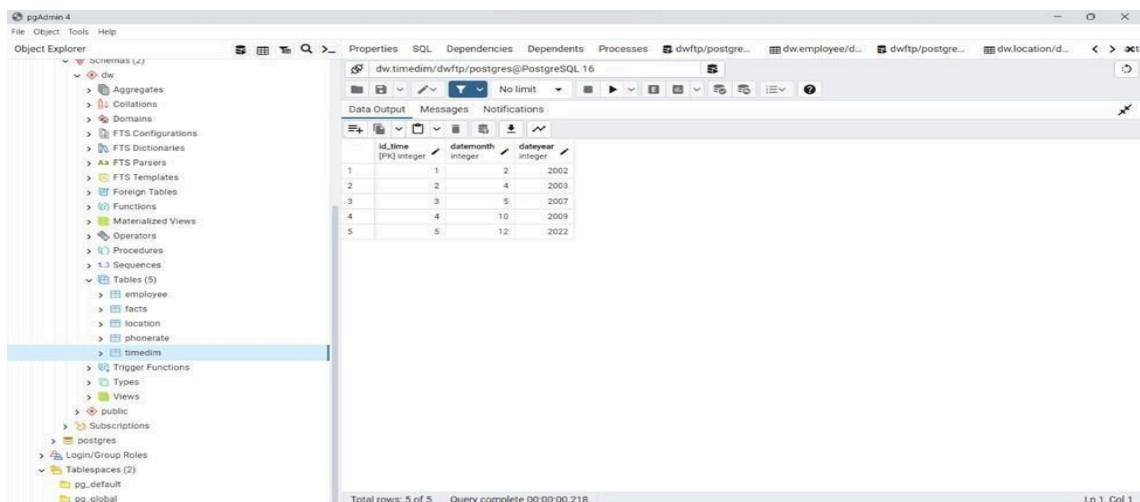 pgAdmin 4
File Object Tools Help
Object Explorer
Properties SQL Dependencies Dependents Processes dwftp/postgre... dw.employee/d... dwftp/postgre... dw.location/d...
Schemas (2)
dw
Aggregates
Collations
Domains
FTS Configurations
FTS Dictionaries
FTS Parsers
FTS Templates
Foreign Tables
Functions
Materialized Views
Operators
Procedures
Sequences
Tables (5)
employee
facts
location
phonerate
timedim
Trigger Functions
Types
Views
public
Subscriptions
postgres
Login/Group Roles
Tablespaces (2)
pg_default
pg_global
dw.timedim/dwftp/postgres@PostgreSQL 16
No limit
Data Output Messages Notifications
id_time datemonth dateyear
[PK] integer integer integer
1 1 2 2002
2 2 4 2003
3 3 5 2007
4 4 10 2009
5 5 12 2022
Total rows: 5 of 5 Query complete 00:00:00.218 Ln 1, Col 1